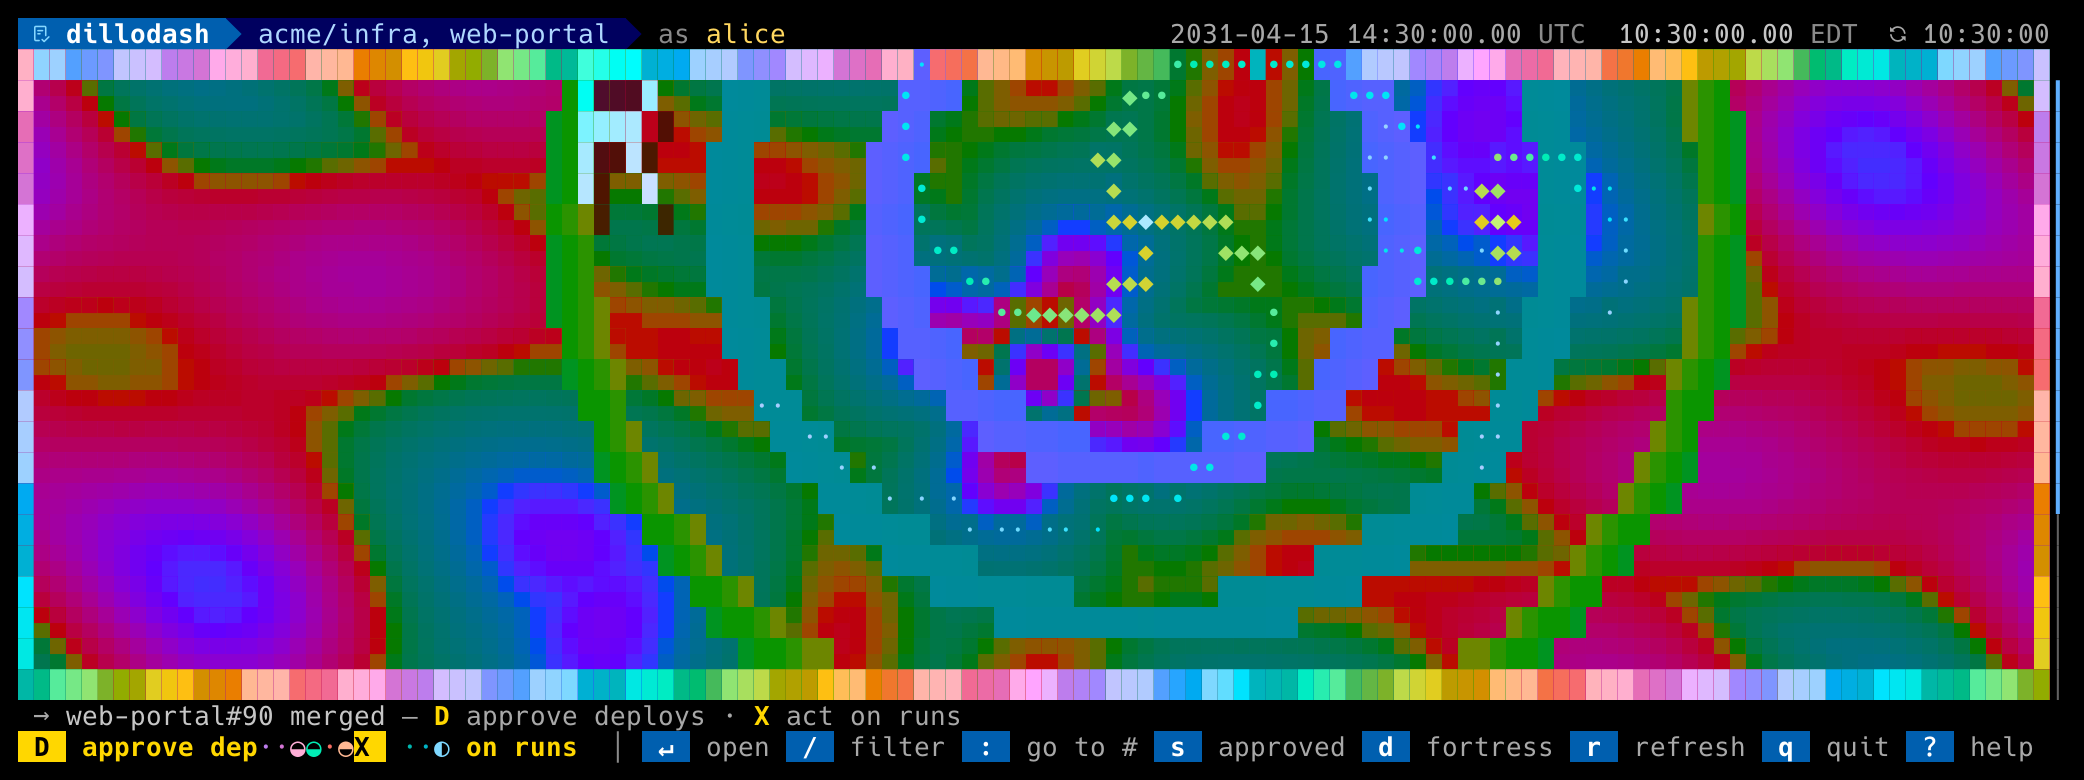 dillodash acme/infra, web-portal as alice 2031-04-15 14:30:00.00 UTC 10:30:00.00 EDT 10:30:00
→ web-portal#90 merged — D approve deploys · X act on runs
D approve dep X on runs │ ↵ open / filter : go to # s approved d fortress r refresh q quit ? help